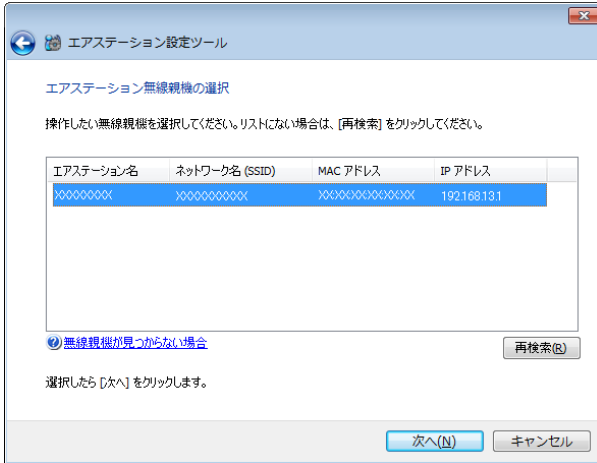 エアステーション設定ツール
エアステーション無線親機の選択
操作したい無線親機を選択してください。リストにない場合は、[再検索] をクリックしてください。
エアステーション名 ネットワーク名 (SSID) MAC アドレス IP アドレス
XXXXXXXX XXXXXXXXXX XX:XX:XX:XX:XX:XX 192.168.13.1
無線親機が見つからない場合
再検索(R)
選択したら [次へ] をクリックします。
次へ(N) キャンセル